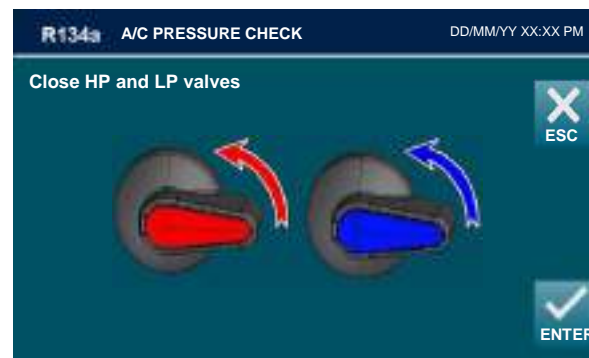 R134a A/C PRESSURE CHECK DD/MM/YY XX:XX PM
Close HP and LP valves
ESC
ENTER